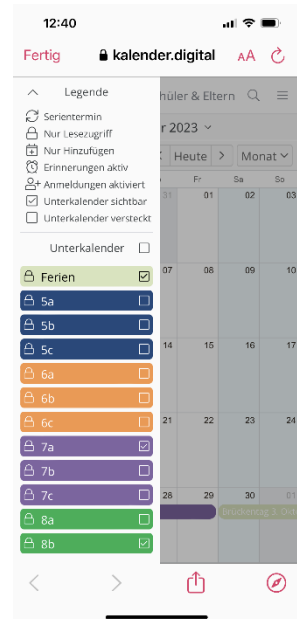 12:40
Fertig
kalender.digital
AA
Legende
Serientermin
Nur Lesezugriff
Nur Hinzufügen
Erinnerungen aktiv
Anmeldungen aktiviert
Unterkalender sichtbar
Unterkalender versteckt
Unterkalender
Ferien
5a
5b
5c
6a
6b
6c
7a
7b
7c
8a
8b
hüler & Eltern
r 2023
Heute
Monat
Fr Sa So
31 01 02 03
07 08 09 10
14 15 16 17
21 22 23 24
28 29 30 01
Brückentag 3. Okt